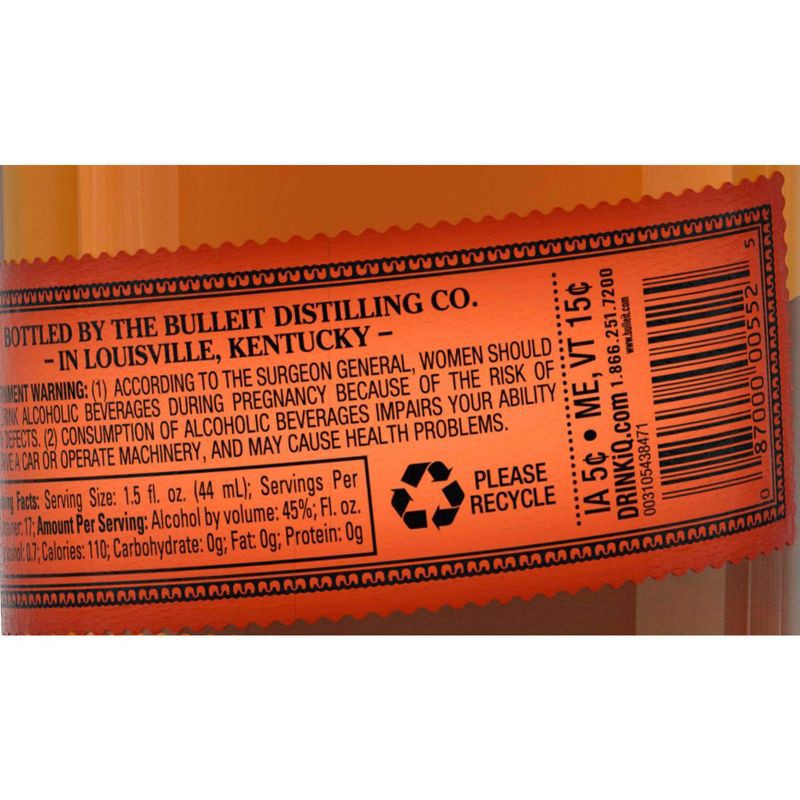 BOTTLED BY THE BULLEIT DISTILLING CO.
– IN LOUISVILLE, KENTUCKY –
WARNING: (1) ACCORDING TO THE SURGEON GENERAL, WOMEN SHOULD
ALCOHOLIC BEVERAGES DURING PREGNANCY BECAUSE OF THE RISK OF
DEFECTS. (2) CONSUMPTION OF ALCOHOLIC BEVERAGES IMPAIRS YOUR ABILITY
A CAR OR OPERATE MACHINERY, AND MAY CAUSE HEALTH PROBLEMS.
Facts: Serving Size: 1.5 fl. oz. (44 mL); Servings Per
17; Amount Per Serving: Alcohol by volume: 45%; Fl. oz.
0.7; Calories: 110; Carbohydrate: 0g; Fat: 0g; Protein: 0g
PLEASE
RECYCLE
IA 5¢ • ME, VT 15¢
DRINKiQ.com 1.866.251.7200
www.bulleit.com
003105438471
0 87000 00552 5